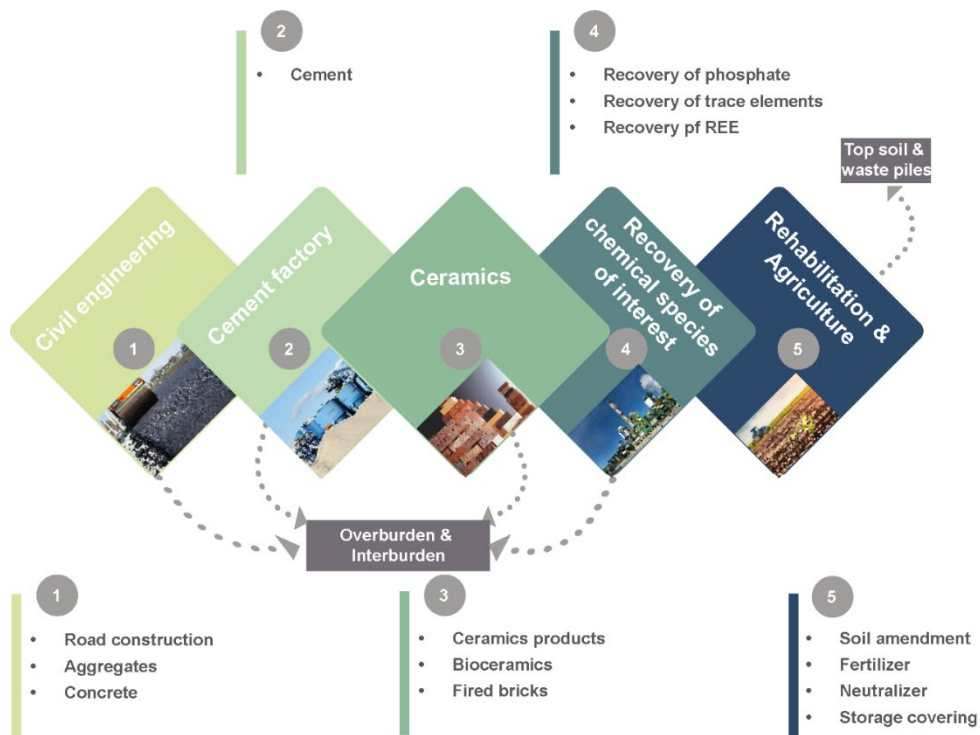 2
• Cement
4
• Recovery of phosphate
• Recovery of trace elements
• Recovery pf REE
Top soil &
waste piles
Civil engineering
1
Cement factory
2
Ceramics
3
Recovery of
chemical species
of interest
4
Rehabilitation &
Agriculture
5
Overburden &
Interburden
1
• Road construction
• Aggregates
• Concrete
3
• Ceramics products
• Bioceramics
• Fired bricks
5
• Soil amendment
• Fertilizer
• Neutralizer
• Storage covering